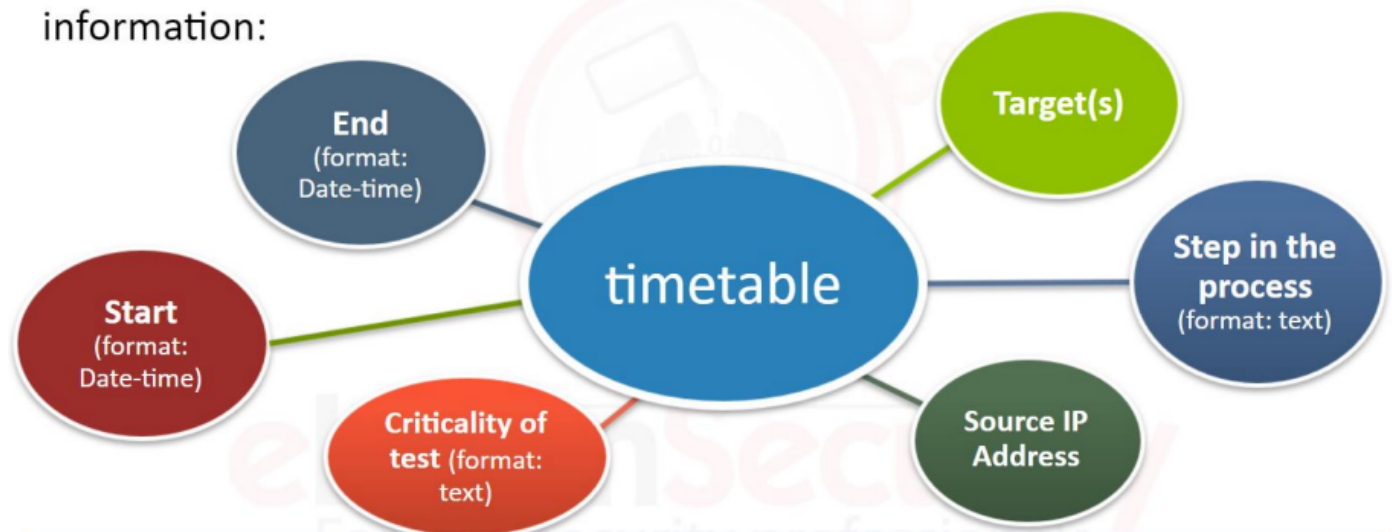 information:
End
(format:
Date-time)
Target(s)
timetable
Step in the
process
(format: text)
Start
(format:
Date-time)
Criticality of
test (format:
text)
Source IP
Address